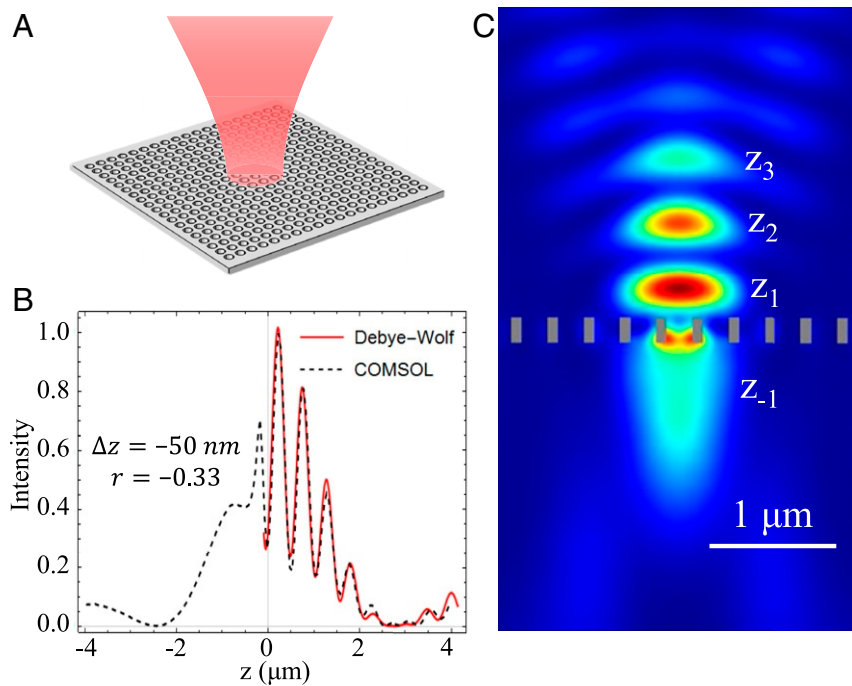 A
C
z₃
z₂
z₁
z₋₁
1 μm
B
1.0
0.8
0.6
0.4
0.2
0.0
Intensity
Debye−Wolf
COMSOL
Δz = −50 nm
r = −0.33
-4 -2 0 2 4
z (μm)